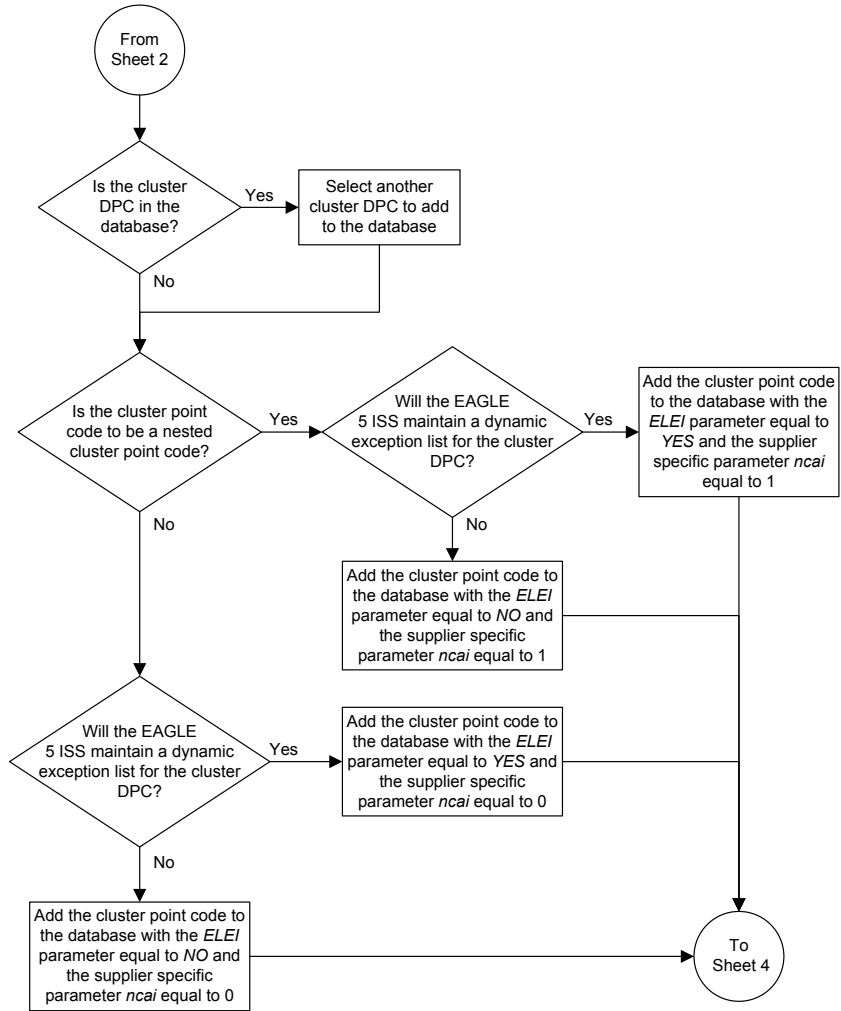 From
Sheet 2
Is the cluster
DPC in the
database?
Yes
Select another
cluster DPC to add
to the database
No
Is the cluster point
code to be a nested
cluster point code?
Yes
Will the EAGLE
5 ISS maintain a dynamic
exception list for the cluster
DPC?
Yes
Add the cluster point code
to the database with the
ELEI parameter equal to
YES and the supplier
specific parameter ncai
equal to 1
No
No
Add the cluster point code to
the database with the ELEI
parameter equal to NO and
the supplier specific
parameter ncai equal to 1
Will the EAGLE
5 ISS maintain a dynamic
exception list for the cluster
DPC?
Yes
Add the cluster point code to
the database with the ELEI
parameter equal to YES and
the supplier specific
parameter ncai equal to 0
No
Add the cluster point code to
the database with the ELEI
parameter equal to NO and
the supplier specific
parameter ncai equal to 0
To
Sheet 4